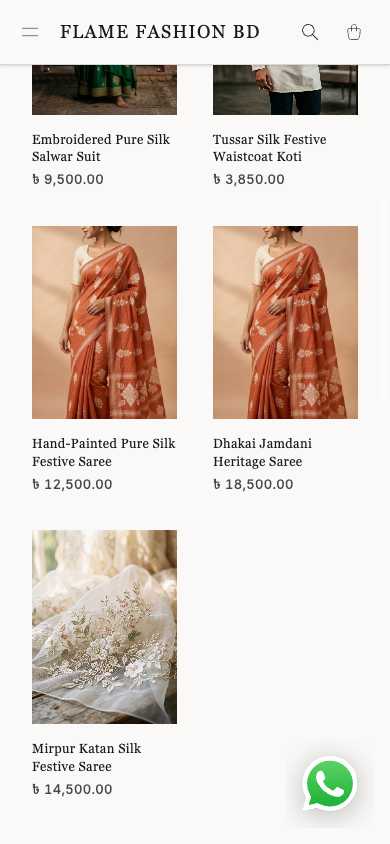 FLAME FASHION BD
Embroidered Pure Silk
Salwar Suit
৳ 9,500.00
Tussar Silk Festive
Waistcoat Koti
৳ 3,850.00
Hand-Painted Pure Silk
Festive Saree
৳ 12,500.00
Dhakai Jamdani
Heritage Saree
৳ 18,500.00
Mirpur Katan Silk
Festive Saree
৳ 14,500.00